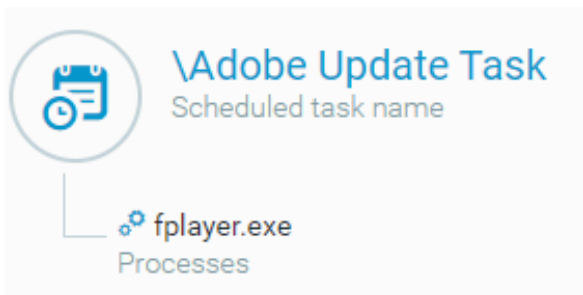 \Adobe Update Task
Scheduled task name
fplayer.exe
Processes